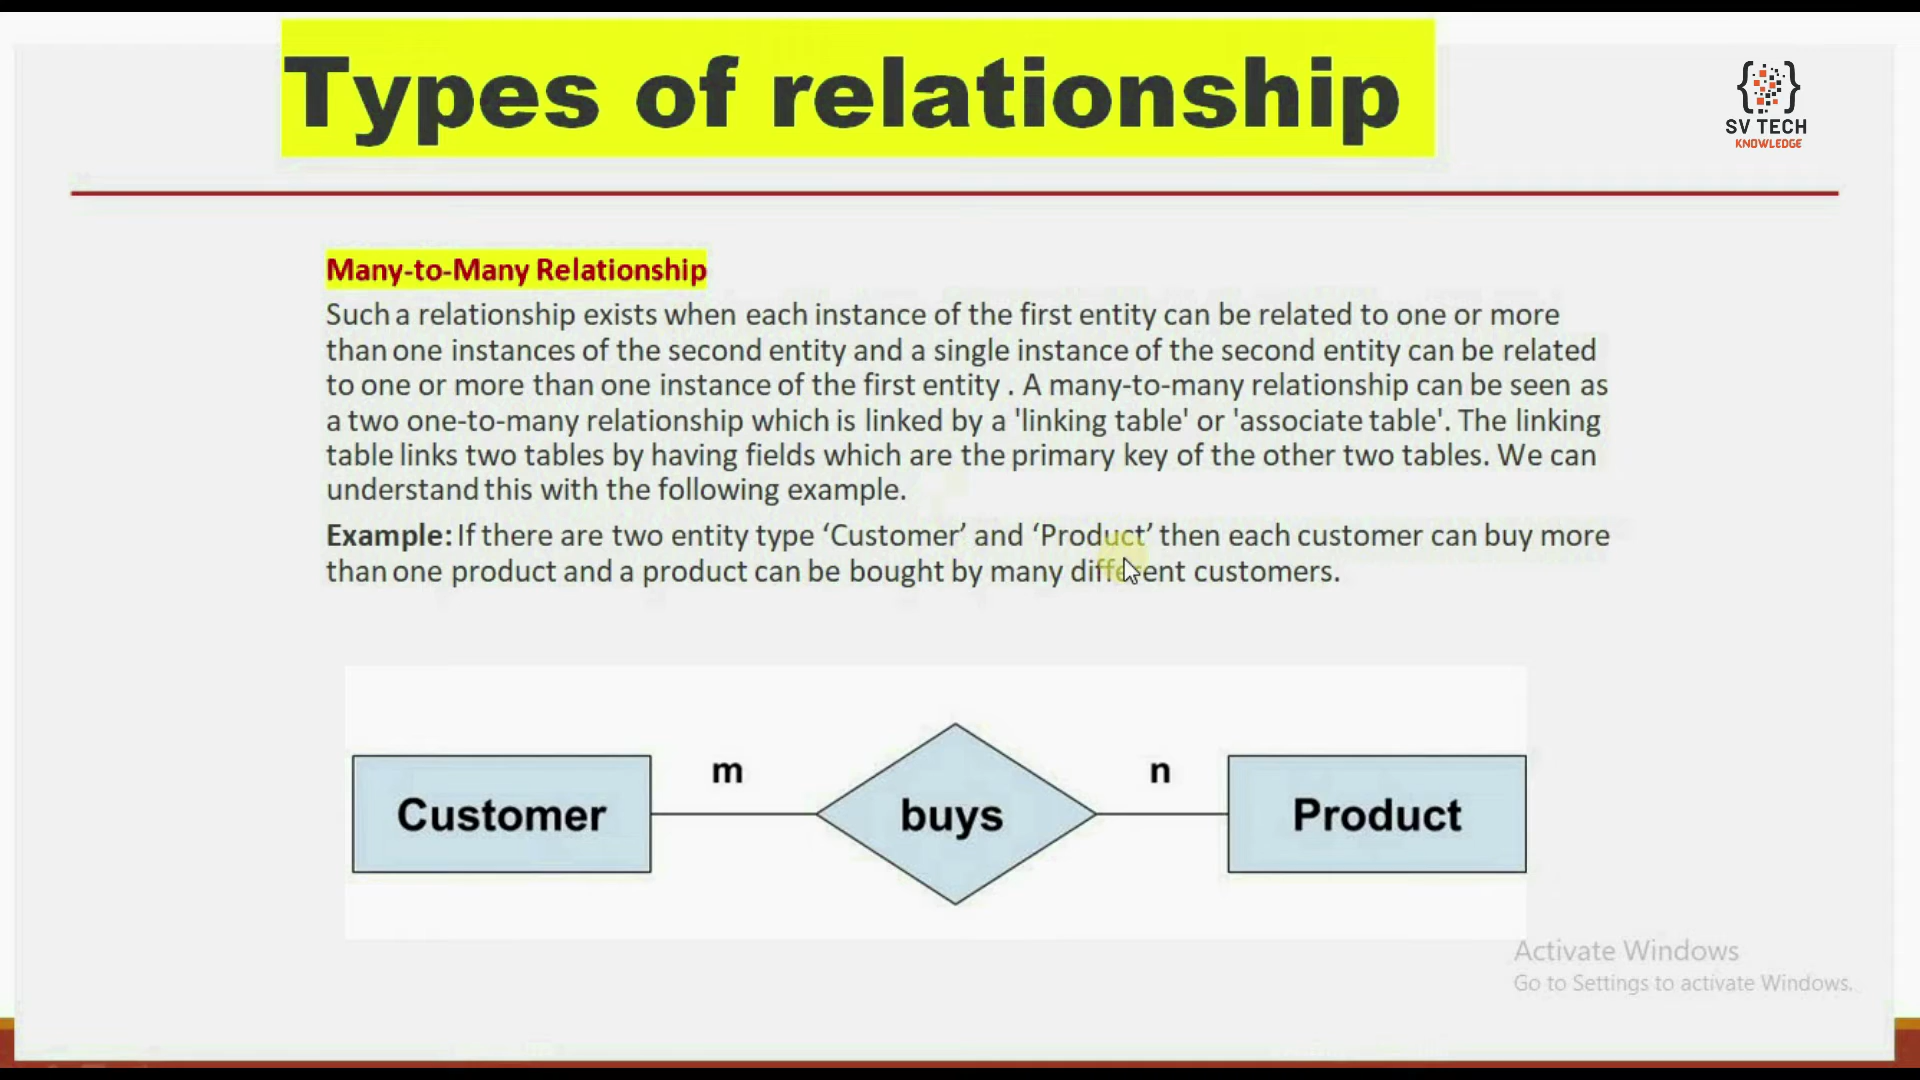 Types of relationship
SV TECH
KNOWLEDGE
Many-to-Many Relationship
Such a relationship exists when each instance of the first entity can be related to one or more
than one instances of the second entity and a single instance of the second entity can be related
to one or more than one instance of the first entity . A many-to-many relationship can be seen as
a two one-to-many relationship which is linked by a 'linking table' or 'associate table'. The linking
table links two tables by having fields which are the primary key of the other two tables. We can
understand this with the following example.
Example: If there are two entity type ‘Customer’ and ‘Product’ then each customer can buy more
than one product and a product can be bought by many different customers.
m
n
Customer
buys
Product
Activate Windows
Go to Settings to activate Windows.